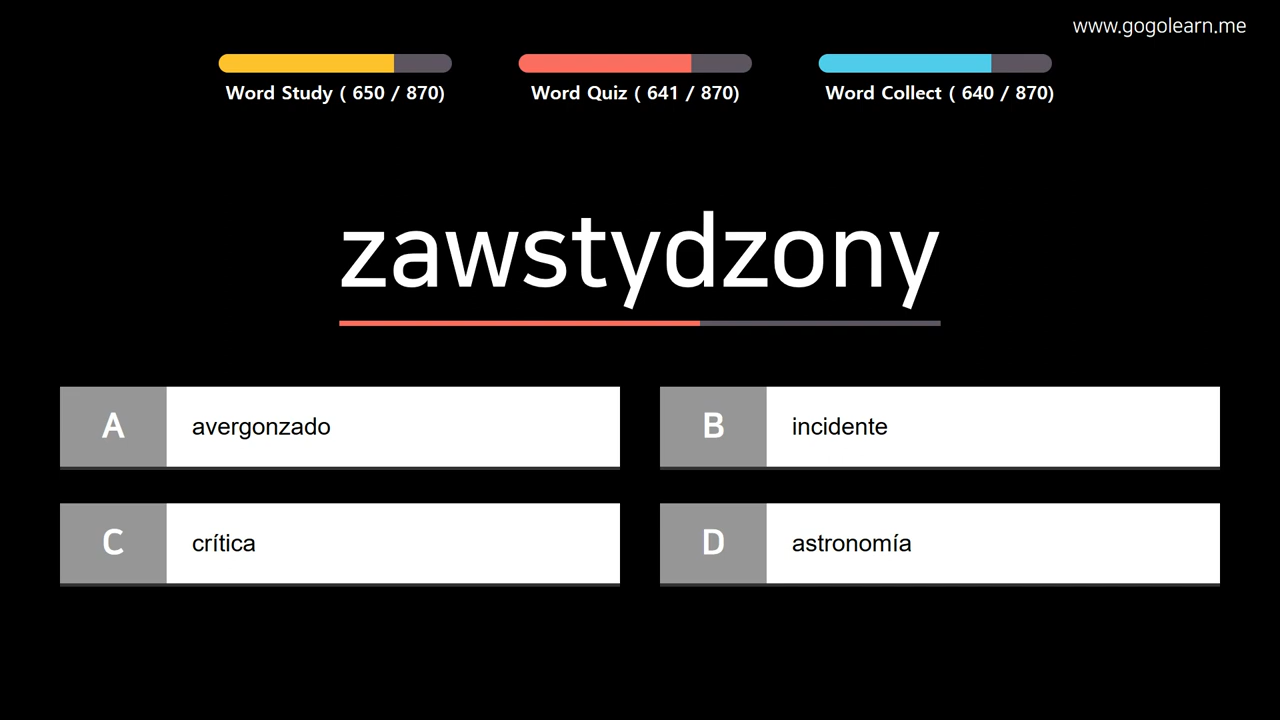 www.gogolearn.me
Word Study ( 650 / 870)
Word Quiz ( 641 / 870)
Word Collect ( 640 / 870)
zawstydzony
A avergonzado
B incidente
C crítica
D astronomía